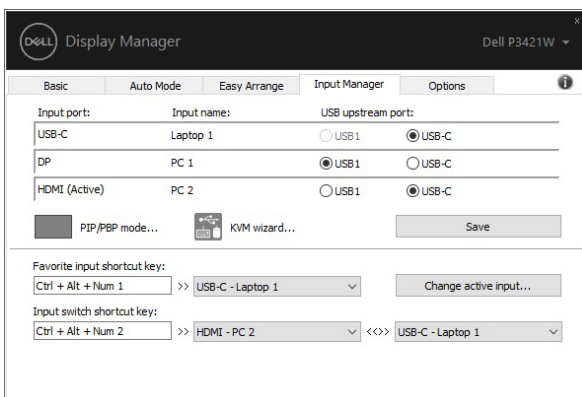 DELL Display Manager Dell P3421W
x
Basic Auto Mode Easy Arrange Input Manager Options i
Input port: Input name: USB upstream port:
USB-C Laptop 1 USB1 USB-C
DP PC 1 USB1 USB-C
HDMI (Active) PC 2 USB1 USB-C
PIP/PBP mode... KVM wizard... Save
Favorite input shortcut key:
Ctrl + Alt + Num 1 >> USB-C - Laptop 1 Change active input...
Input switch shortcut key:
Ctrl + Alt + Num 2 >> HDMI - PC 2 <<>> USB-C - Laptop 1